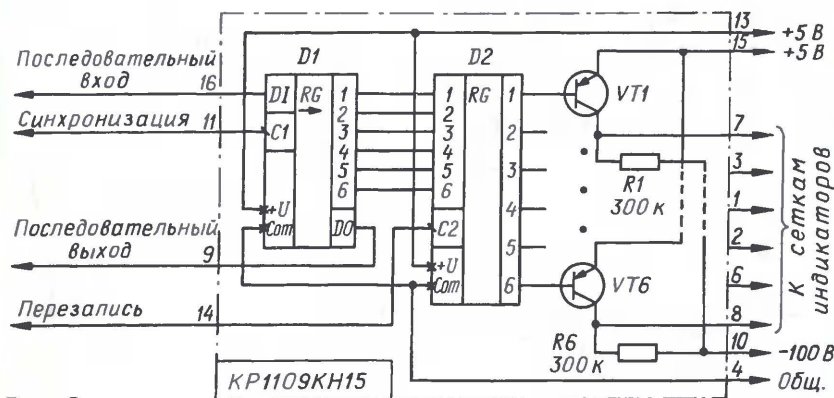 Последовательный
вход
16
Синхронизация 11
Последовательный
выход
9
Перезапись 14
D1
DI
RG
C1
+U
Com
1
2
3
4
5
6
D0
D2
1
2
3
4
5
6
C2
+U
Com
RG
1
2
3
4
5
6
VT1
R1
300 к
VT6
R6
300 к
13
+5 В
15
+5 В
7
3
1
2
6
8
К сеткам
индикаторов
10
-100 В
4
Общ.
КР1109КН15